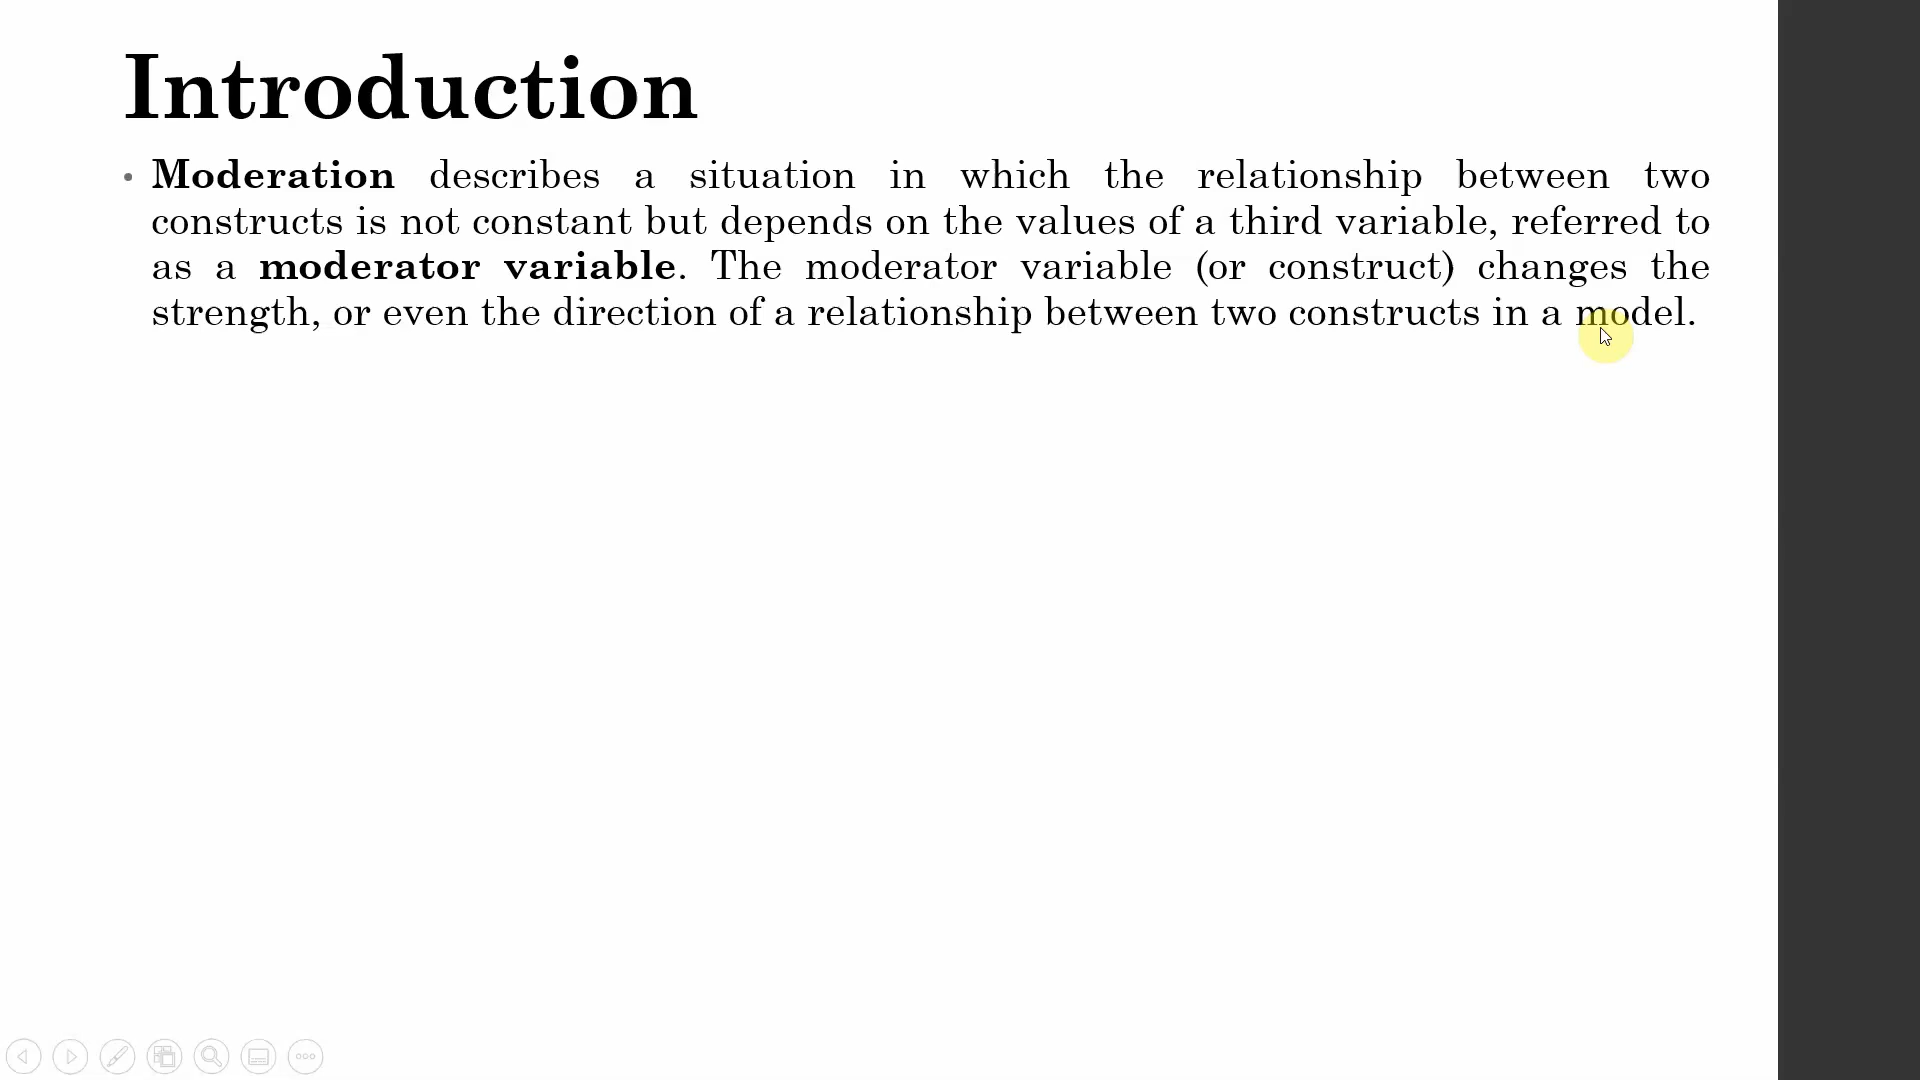 Introduction
• Moderation describes a situation in which the relationship between two
constructs is not constant but depends on the values of a third variable, referred to
as a moderator variable. The moderator variable (or construct) changes the
strength, or even the direction of a relationship between two constructs in a model.